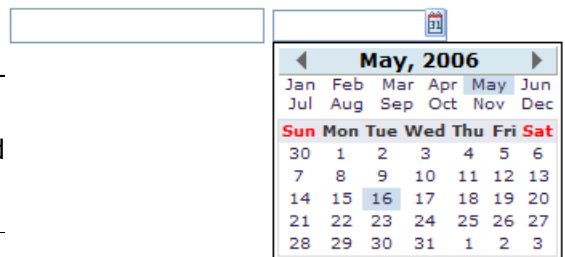 31
May, 2006
Jan Feb Mar Apr May Jun
Jul Aug Sep Oct Nov Dec
Sun Mon Tue Wed Thu Fri Sat
30 1 2 3 4 5 6
7 8 9 10 11 12 13
d
14 15 16 17 18 19 20
21 22 23 24 25 26 27
28 29 30 31 1 2 3